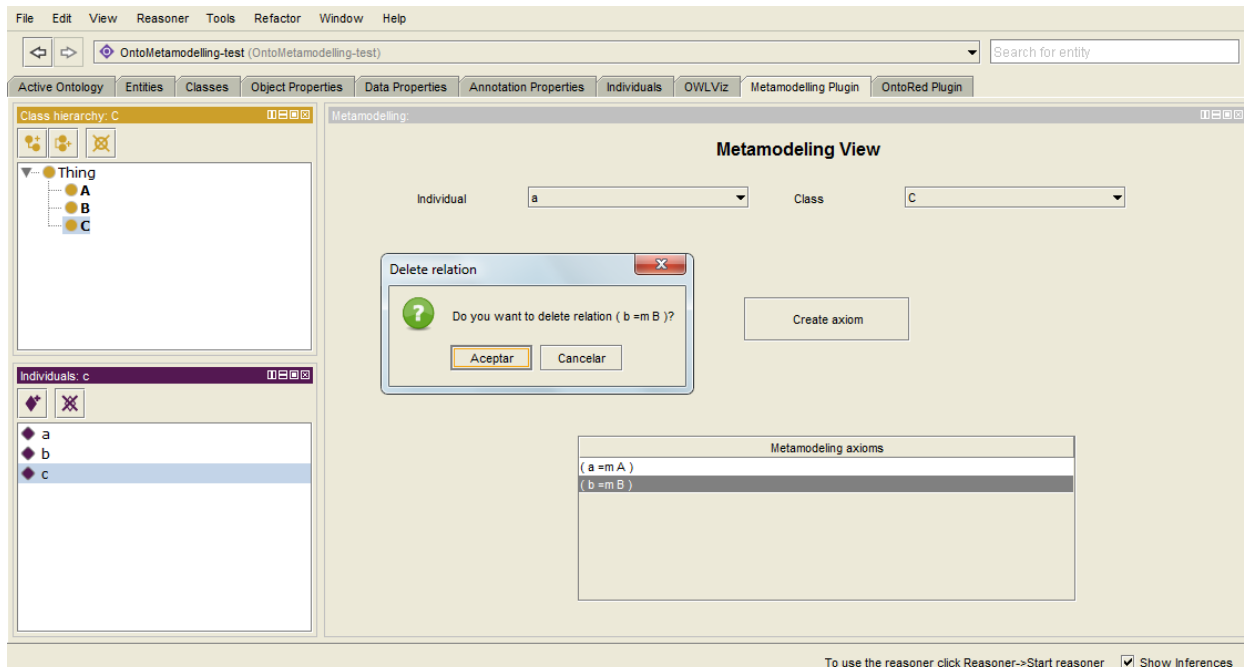 File Edit View Reasoner Tools Refactor Window Help
OntoMetamodelling-test (OntoMetamodelling-test) Search for entity
Active Ontology Entities Classes Object Properties Data Properties Annotation Properties Individuals OWLViz Metamodelling Plugin OntoRed Plugin
Class hierarchy: C
Thing
A
B
C
Individuals: c
a
b
c
Metamodelling:
Metamodeling View
Individual a Class C
Delete relation
Do you want to delete relation ( b =m B )?
Aceptar Cancelar
Create axiom
Metamodeling axioms
( a =m A )
( b =m B )
To use the reasoner click Reasoner->Start reasoner Show Inferences